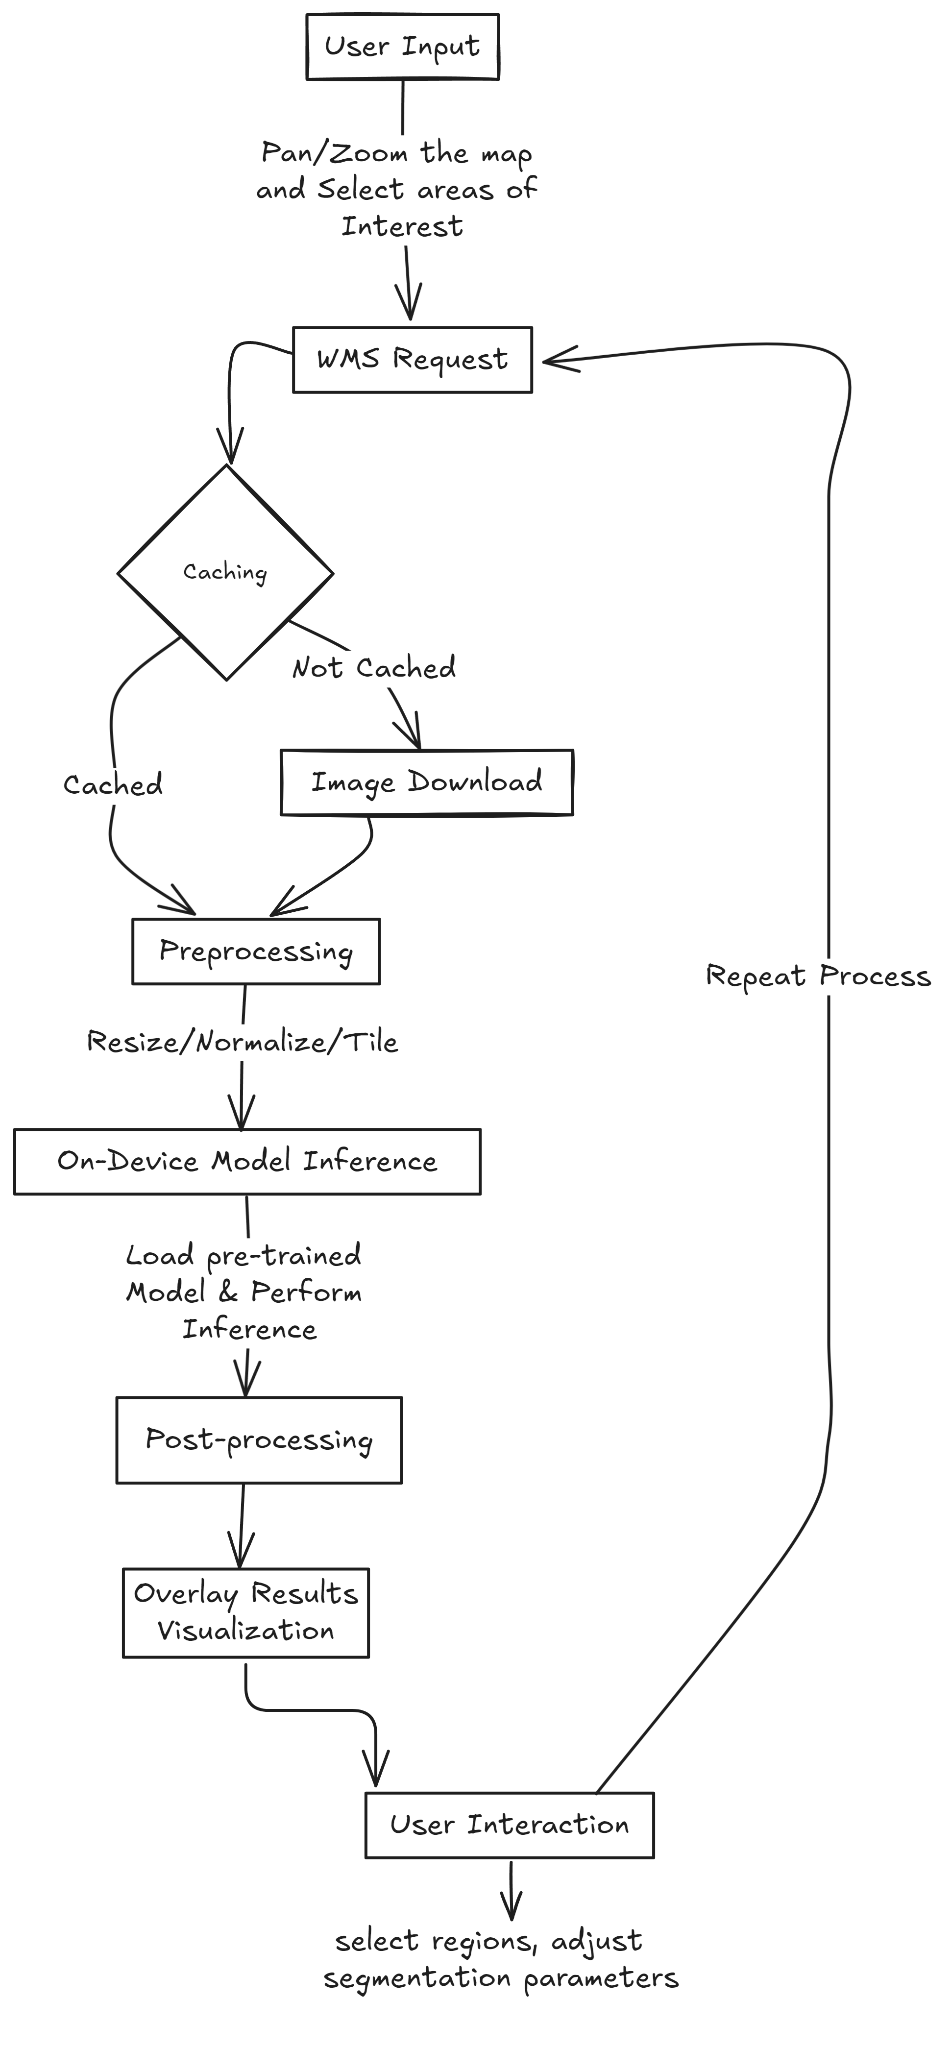 User Input
Pan/Zoom the map
and Select areas of
Interest
WMS Request
Caching
Not Cached
Cached
Image Download
Preprocessing
Repeat Process
Resize/Normalize/Tile
On-Device Model Inference
Load pre-trained
Model & Perform
Inference
Post-processing
Overlay Results
Visualization
User Interaction
select regions, adjust
segmentation parameters